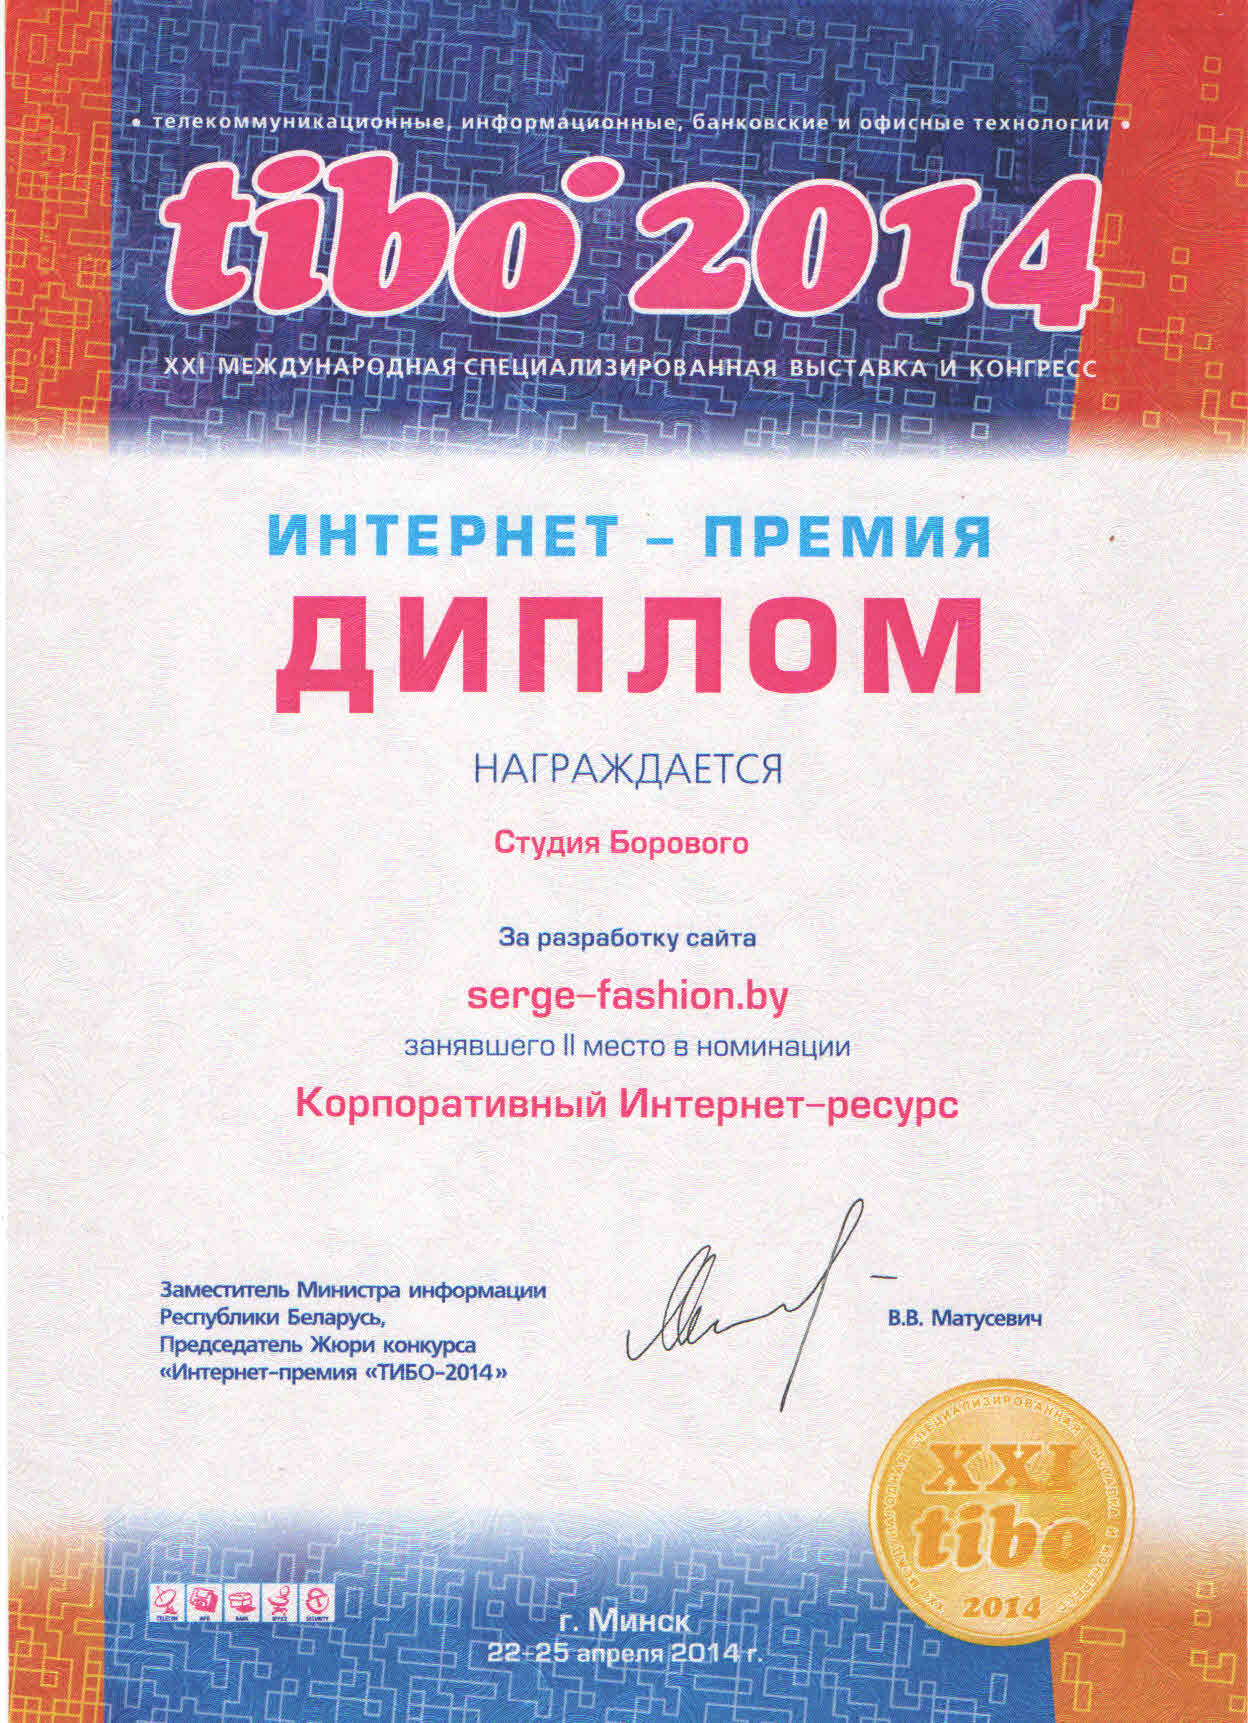 • телекоммуникационные, информационные, банковские и офисные технологии •
tibo'2014
XXI МЕЖДУНАРОДНАЯ СПЕЦИАЛИЗИРОВАННАЯ ВЫСТАВКА И КОНГРЕСС
ИНТЕРНЕТ – ПРЕМИЯ
ДИПЛОМ
НАГРАЖДАЕТСЯ
Студия Борового
За разработку сайта
serge-fashion.by
занявшего II место в номинации
Корпоративный Интернет-ресурс
Заместитель Министра информации
Республики Беларусь,
Председатель Жюри конкурса
«Интернет-премия «ТИБО-2014»
В.В. Матусевич
XXI МЕЖДУНАРОДНАЯ СПЕЦИАЛИЗИРОВАННАЯ ВЫСТАВКА И КОНГРЕСС
XXI
tibo
2014
TELECOM INFO BANK OFFICE SECURITY
г. Минск
22÷25 апреля 2014 г.